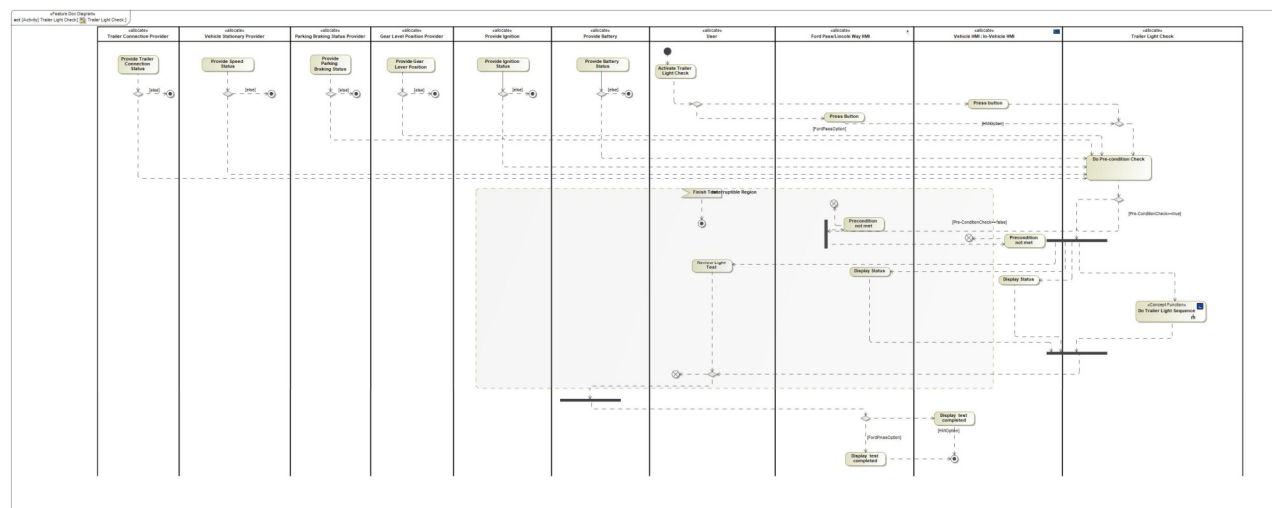 «Feature Doc Diagram»
act [Activity] Trailer Light Check[ Trailer Light Check ]
«allocate»
Trailer Connection Provider
«allocate»
Vehicle Stationary Provider
«allocate»
Parking Braking Status Provider
«allocate»
Gear Level Position Provider
«allocate»
Provide Ignition
«allocate»
Provide Battery
«allocate»
User
«allocate»
Ford Pass/Lincoln Way HMI
«allocate»
Vehicle HMI : In-Vehicle HMI
«allocate»
Trailer Light Check
Provide Trailer
Connection
Status
Provide Speed
Status
Provide
Parking
Braking Status
Provide Gear
Lever Position
Provide Ignition
Status
Provide Battery
Status
Activate Trailer
Light Check
[else]
[else]
[else]
[else]
[else]
[else]
Press button
Press Button
[FordPassOption]
[HMIOption]
Do Pre-condition Check
Finish Test
Interruptible Region
[Pre-ConditionCheck==true]
Precondition
not met
[Pre-ConditionCheck==false]
Precondition
not met
Review Light
Test
Display Status
Display Status
«Concept Function»
Do Trailer Light Sequence
Display test
completed
[HMIOption]
[FordPAssOption]
Display test
completed